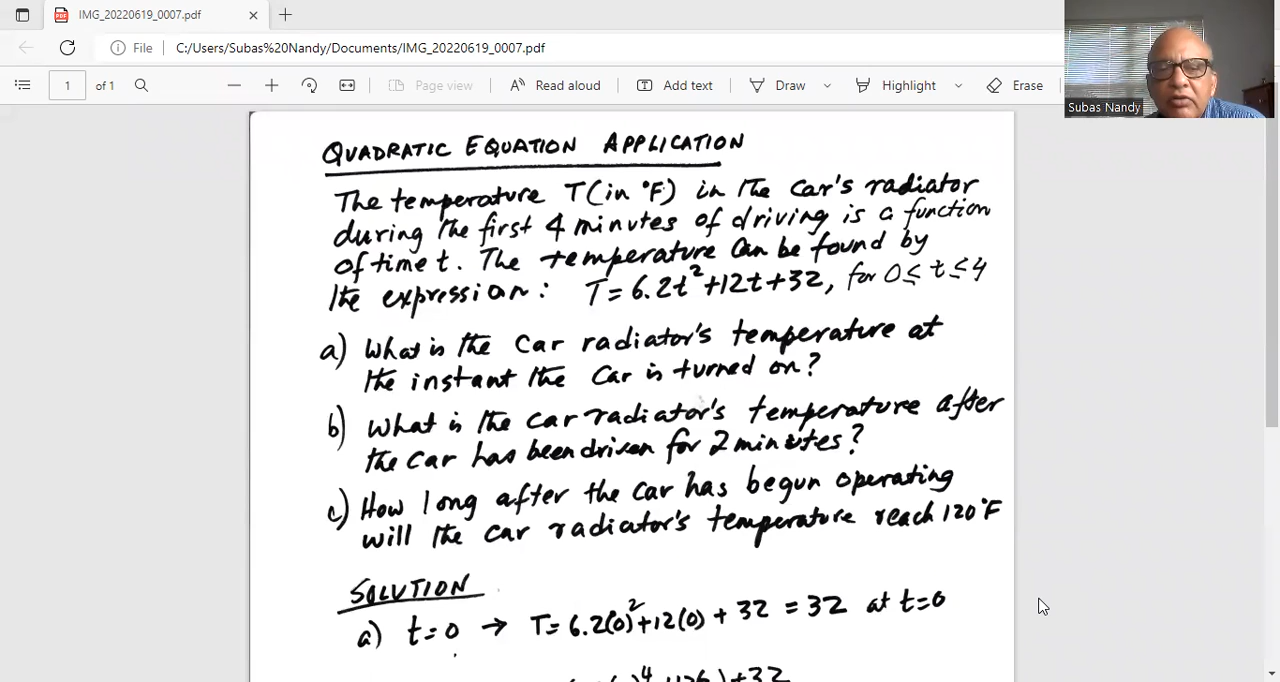 IMG_20220619_0007.pdf
File C:/Users/Subas%20Nandy/Documents/IMG_20220619_0007.pdf
1 of 1 Page view Read aloud Add text Draw Highlight Erase
Subas Nandy
QUADRATIC EQUATION APPLICATION
The temperature T(in °F) in the car's radiator
during the first 4 minutes of driving is a function
of time t. The temperature can be found by
the expression: T = 6.2t²+12t+32, for 0≤t≤4
a) What is the car radiator's temperature at
the instant the car is turned on?
b) What is the car radiator's temperature after
the car has been driven for 2 minutes?
c) How long after the car has begun operating
will the car radiator's temperature reach 120°F
SOLUTION
a) t=0 → T= 6.2(0)²+12(0) + 32 = 32 at t=0
+32